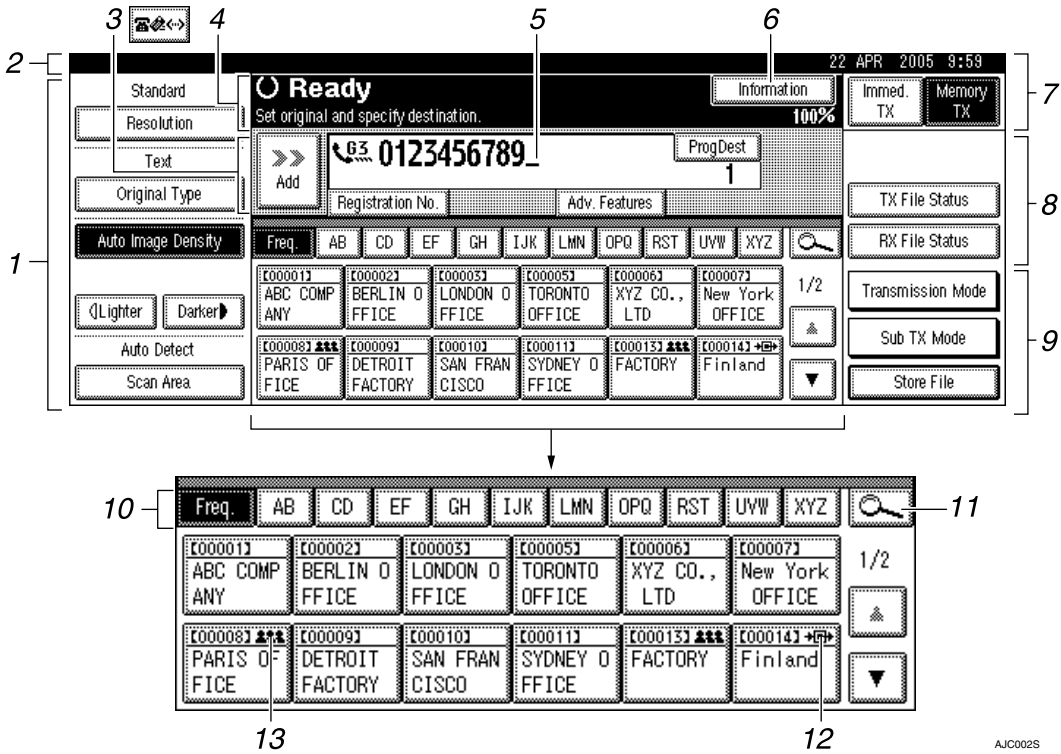 3 4 5 6
2
22 APR 2005 9:59
1
Standard
Resolution
Text
Original Type
Auto Image Density
Lighter Darker
Auto Detect
Scan Area
Ready
Information
Set original and specify destination. 100%
Add
G3 0123456789_
ProgDest
1
Registration No. Adv. Features
Freq. AB CD EF GH IJK LMN OPQ RST UVW XYZ
【00001】 【00002】 【00003】 【00005】 【00006】 【00007】
ABC COMP BERLIN O LONDON O TORONTO XYZ CO., New York
ANY FFICE FFICE OFFICE LTD OFFICE
1/2
【00008】 【00009】 【00010】 【00011】 【00013】 【00014】
PARIS OF DETROIT SAN FRAN SYDNEY O FACTORY Finland
FICE FACTORY CISCO FFICE
Immed. TX
Memory TX
7
TX File Status
RX File Status
8
Transmission Mode
Sub TX Mode
Store File
9
10
Freq. AB CD EF GH IJK LMN OPQ RST UVW XYZ
11
【00001】 【00002】 【00003】 【00005】 【00006】 【00007】
ABC COMP BERLIN O LONDON O TORONTO XYZ CO., New York
ANY FFICE FFICE OFFICE LTD OFFICE
1/2
【00008】 【00009】 【00010】 【00011】 【00013】 【00014】
PARIS OF DETROIT SAN FRAN SYDNEY O FACTORY Finland
FICE FACTORY CISCO FFICE
13 12
AJC002S